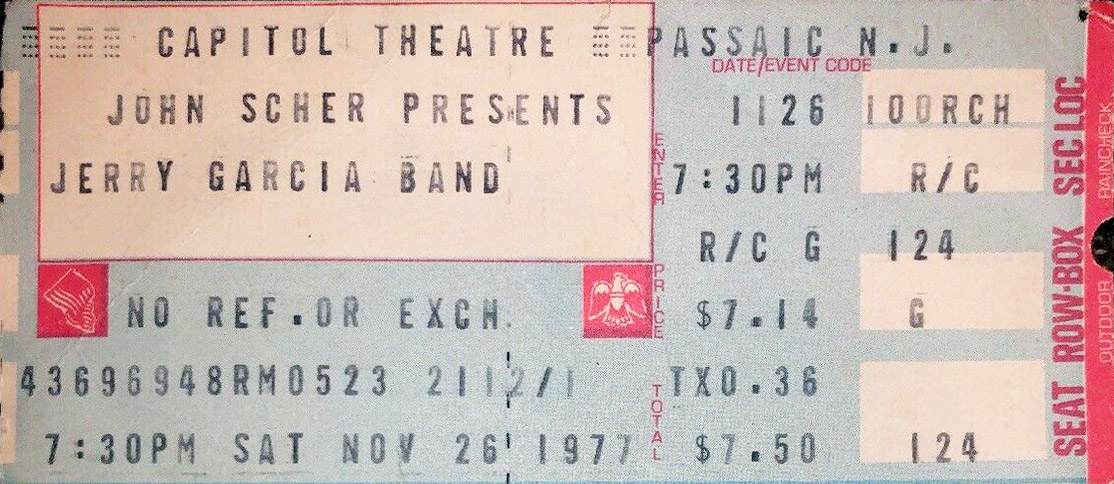 CAPITOL THEATRE PASSAIC N.J.
DATE/EVENT CODE
JOHN SCHER PRESENTS 1126 100RCH
JERRY GARCIA BAND ENTER 7:30PM R/C
R/C G 124
NO REF.OR EXCH. PRICE $7.14 G
43696948RM0523 2112/1 TX0.36
7:30PM SAT NOV 26 1977 TOTAL $7.50 124
SEAT ROW-BOX SEC LOC
OUTDOOR RAINCHECK